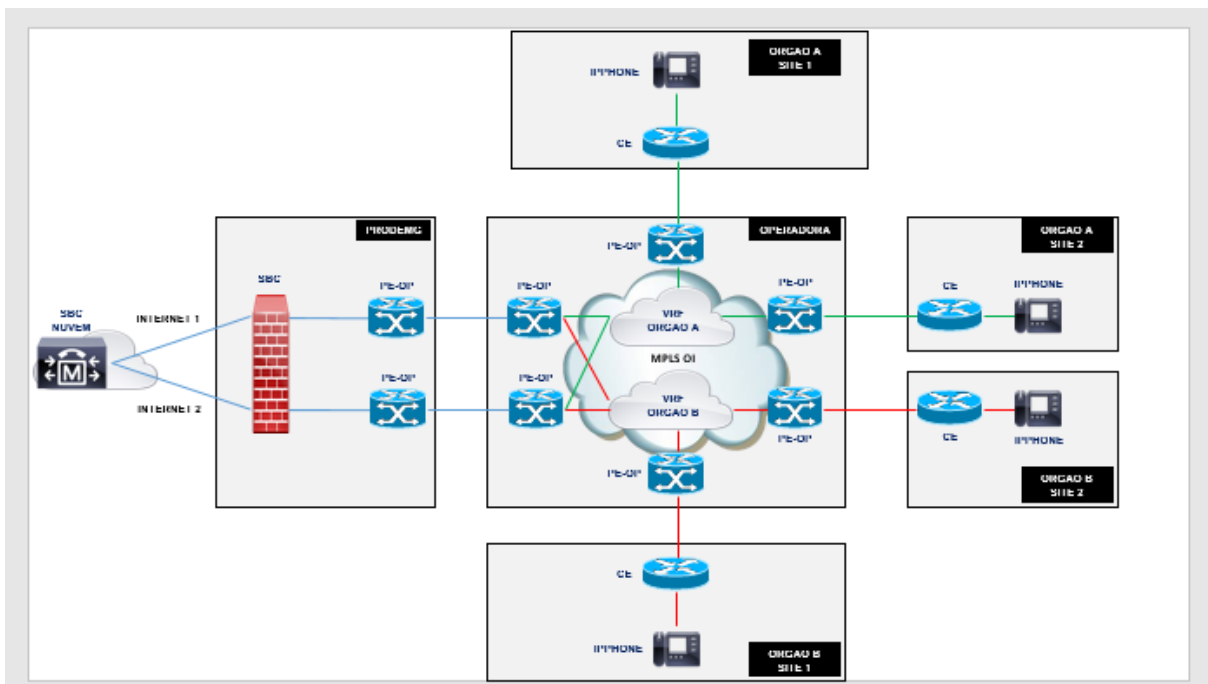 ORGAO A
SITE 1
IPPHONE
CE
PRODEMG
OPERADORA
ORGAO A
SITE 2
PE-OP
SBC
PE-OP
PE-OP
PE-OP
CE
IPPHONE
SBC
NUVEM
INTERNET 1
VRF
ORGAO A
MPLS OI
PE-OP
PE-OP
INTERNET 2
VRF
ORGAO B
PE-OP
CE
IPPHONE
PE-OP
ORGAO B
SITE 2
CE
IPPHONE
ORGAO B
SITE 1